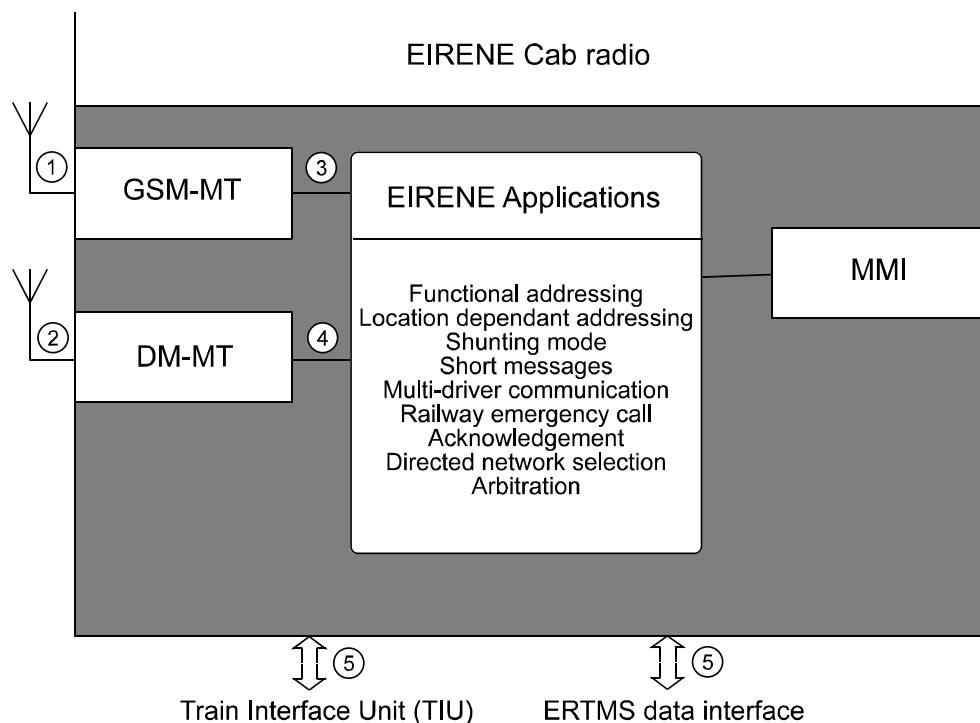 EIRENE Cab radio
1
GSM-MT
3
EIRENE Applications
MMI
2
DM-MT
4
Functional addressing
Location dependant addressing
Shunting mode
Short messages
Multi-driver communication
Railway emergency call
Acknowledgement
Directed network selection
Arbitration
5
5
Train Interface Unit (TIU)
ERTMS data interface